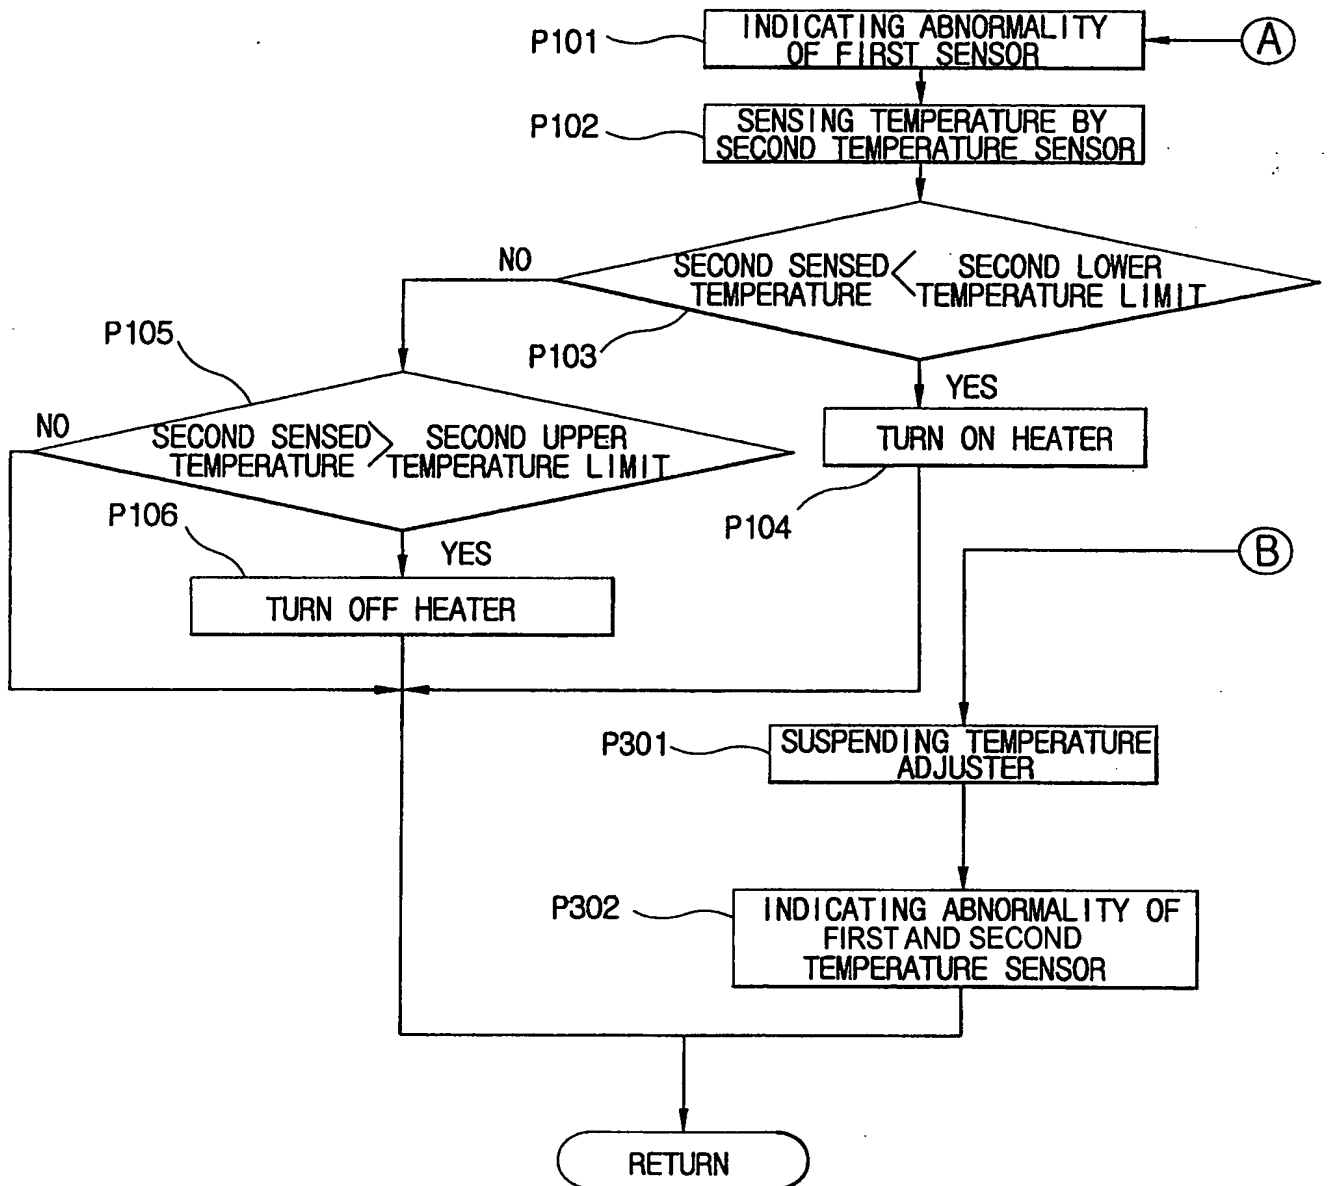 P101
INDICATING ABNORMALITY
OF FIRST SENSOR
A
P102
SENSING TEMPERATURE BY
SECOND TEMPERATURE SENSOR
NO
SECOND SENSED < SECOND LOWER
TEMPERATURE TEMPERATURE LIMIT
P103
YES
P105
NO
SECOND SENSED > SECOND UPPER
TEMPERATURE TEMPERATURE LIMIT
TURN ON HEATER
P104
P106
YES
B
TURN OFF HEATER
P301
SUSPENDING TEMPERATURE
ADJUSTER
P302
INDICATING ABNORMALITY OF
FIRST AND SECOND
TEMPERATURE SENSOR
RETURN